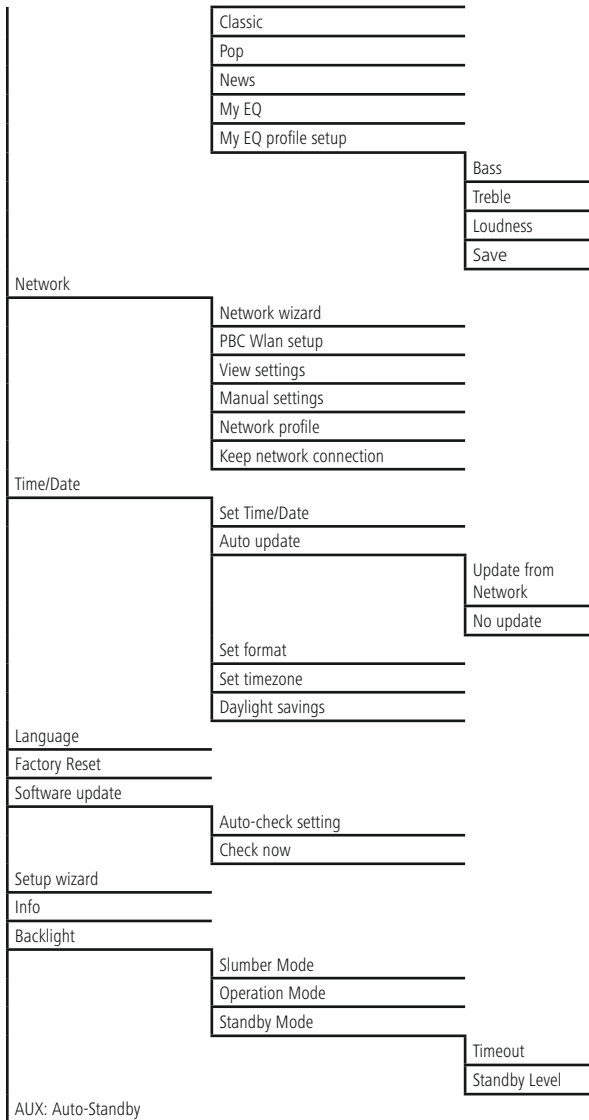 Classic
Pop
News
My EQ
My EQ profile setup
Bass
Treble
Loudness
Save
Network
Network wizard
PBC Wlan setup
View settings
Manual settings
Network profile
Keep network connection
Time/Date
Set Time/Date
Auto update
Update from
Network
No update
Set format
Set timezone
Daylight savings
Language
Factory Reset
Software update
Auto-check setting
Check now
Setup wizard
Info
Backlight
Slumber Mode
Operation Mode
Standby Mode
Timeout
Standby Level
AUX: Auto-Standby